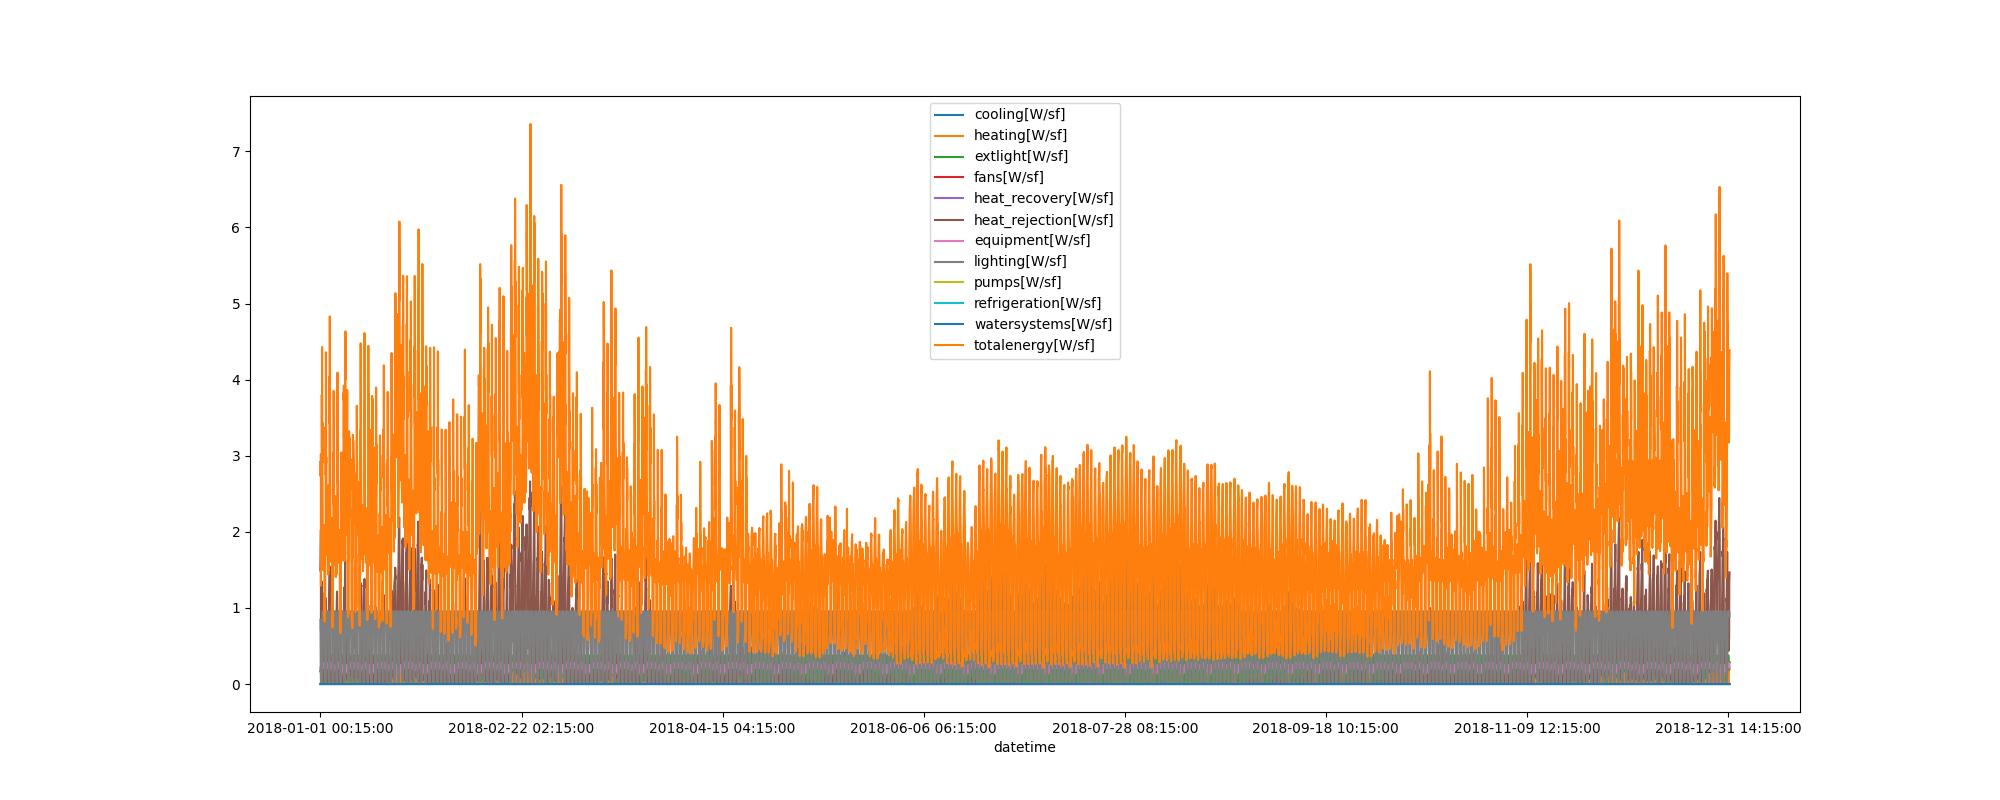 cooling[W/sf]
heating[W/sf]
extlight[W/sf]
fans[W/sf]
heat_recovery[W/sf]
heat_rejection[W/sf]
equipment[W/sf]
lighting[W/sf]
pumps[W/sf]
refrigeration[W/sf]
watersystems[W/sf]
totalenergy[W/sf]
7
6
5
4
3
2
1
0
2018-01-01 00:15:00 2018-02-22 02:15:00 2018-04-15 04:15:00 2018-06-06 06:15:00 2018-07-28 08:15:00 2018-09-18 10:15:00 2018-11-09 12:15:00 2018-12-31 14:15:00
datetime